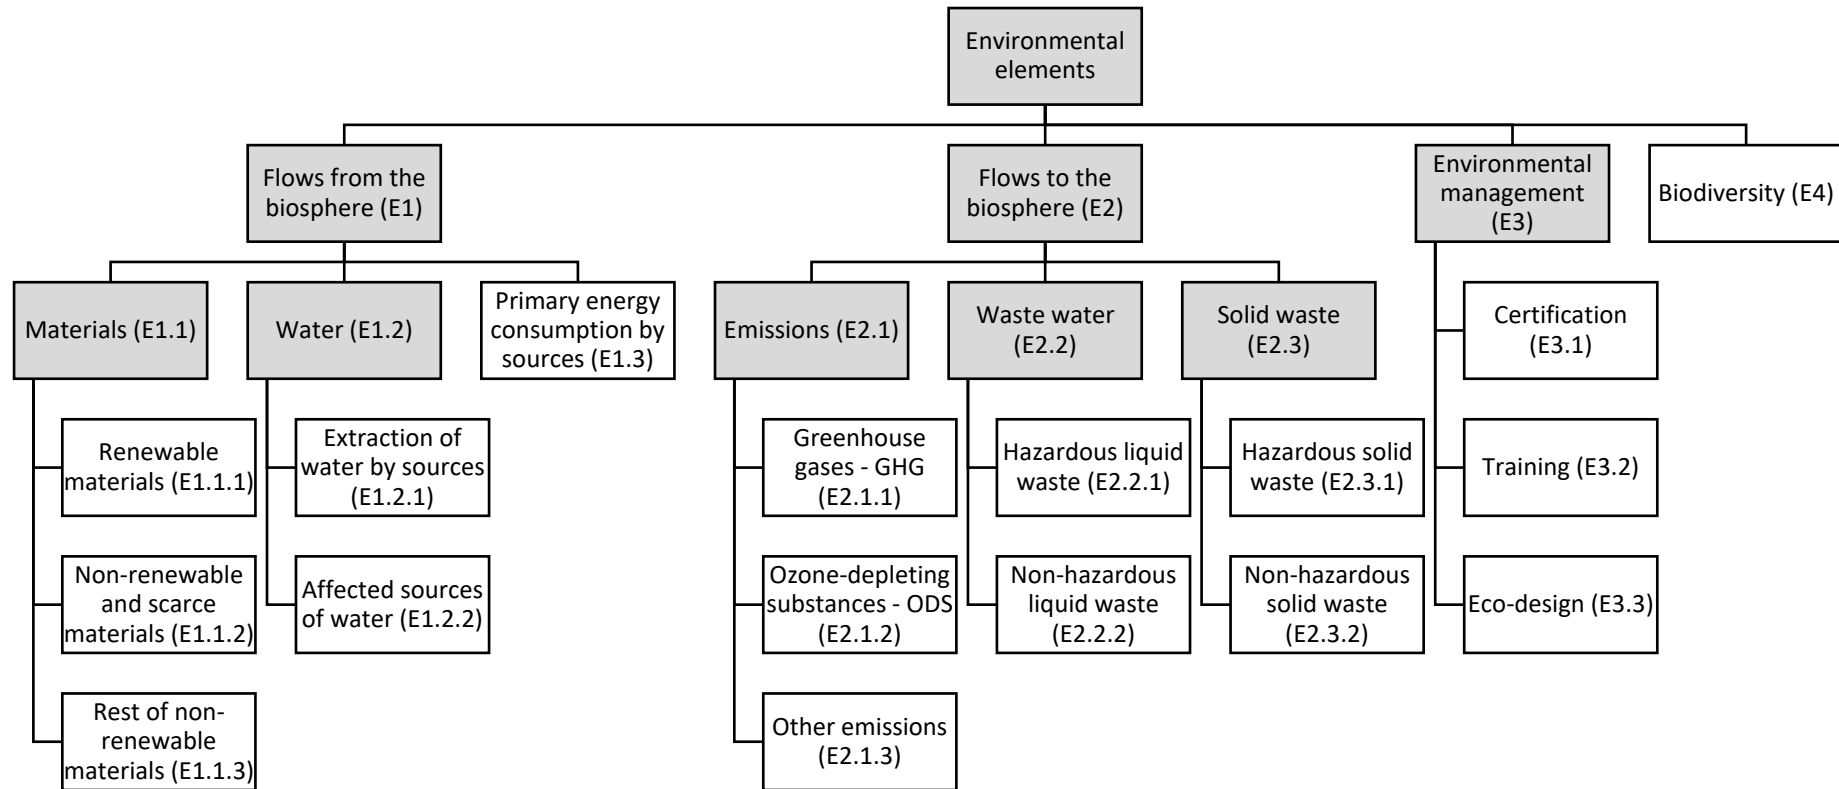 Environmental
elements
Flows from the
biosphere (E1)
Flows to the
biosphere (E2)
Environmental
management
(E3)
Biodiversity (E4)
Materials (E1.1)
Water (E1.2)
Primary energy
consumption by
sources (E1.3)
Emissions (E2.1)
Waste water
(E2.2)
Solid waste
(E2.3)
Certification
(E3.1)
Renewable
materials (E1.1.1)
Extraction of
water by sources
(E1.2.1)
Greenhouse
gases - GHG
(E2.1.1)
Hazardous liquid
waste (E2.2.1)
Hazardous solid
waste (E2.3.1)
Training (E3.2)
Non-renewable
and scarce
materials (E1.1.2)
Affected sources
of water (E1.2.2)
Ozone-depleting
substances - ODS
(E2.1.2)
Non-hazardous
liquid waste
(E2.2.2)
Non-hazardous
solid waste
(E2.3.2)
Eco-design (E3.3)
Rest of non-
renewable
materials (E1.1.3)
Other emissions
(E2.1.3)